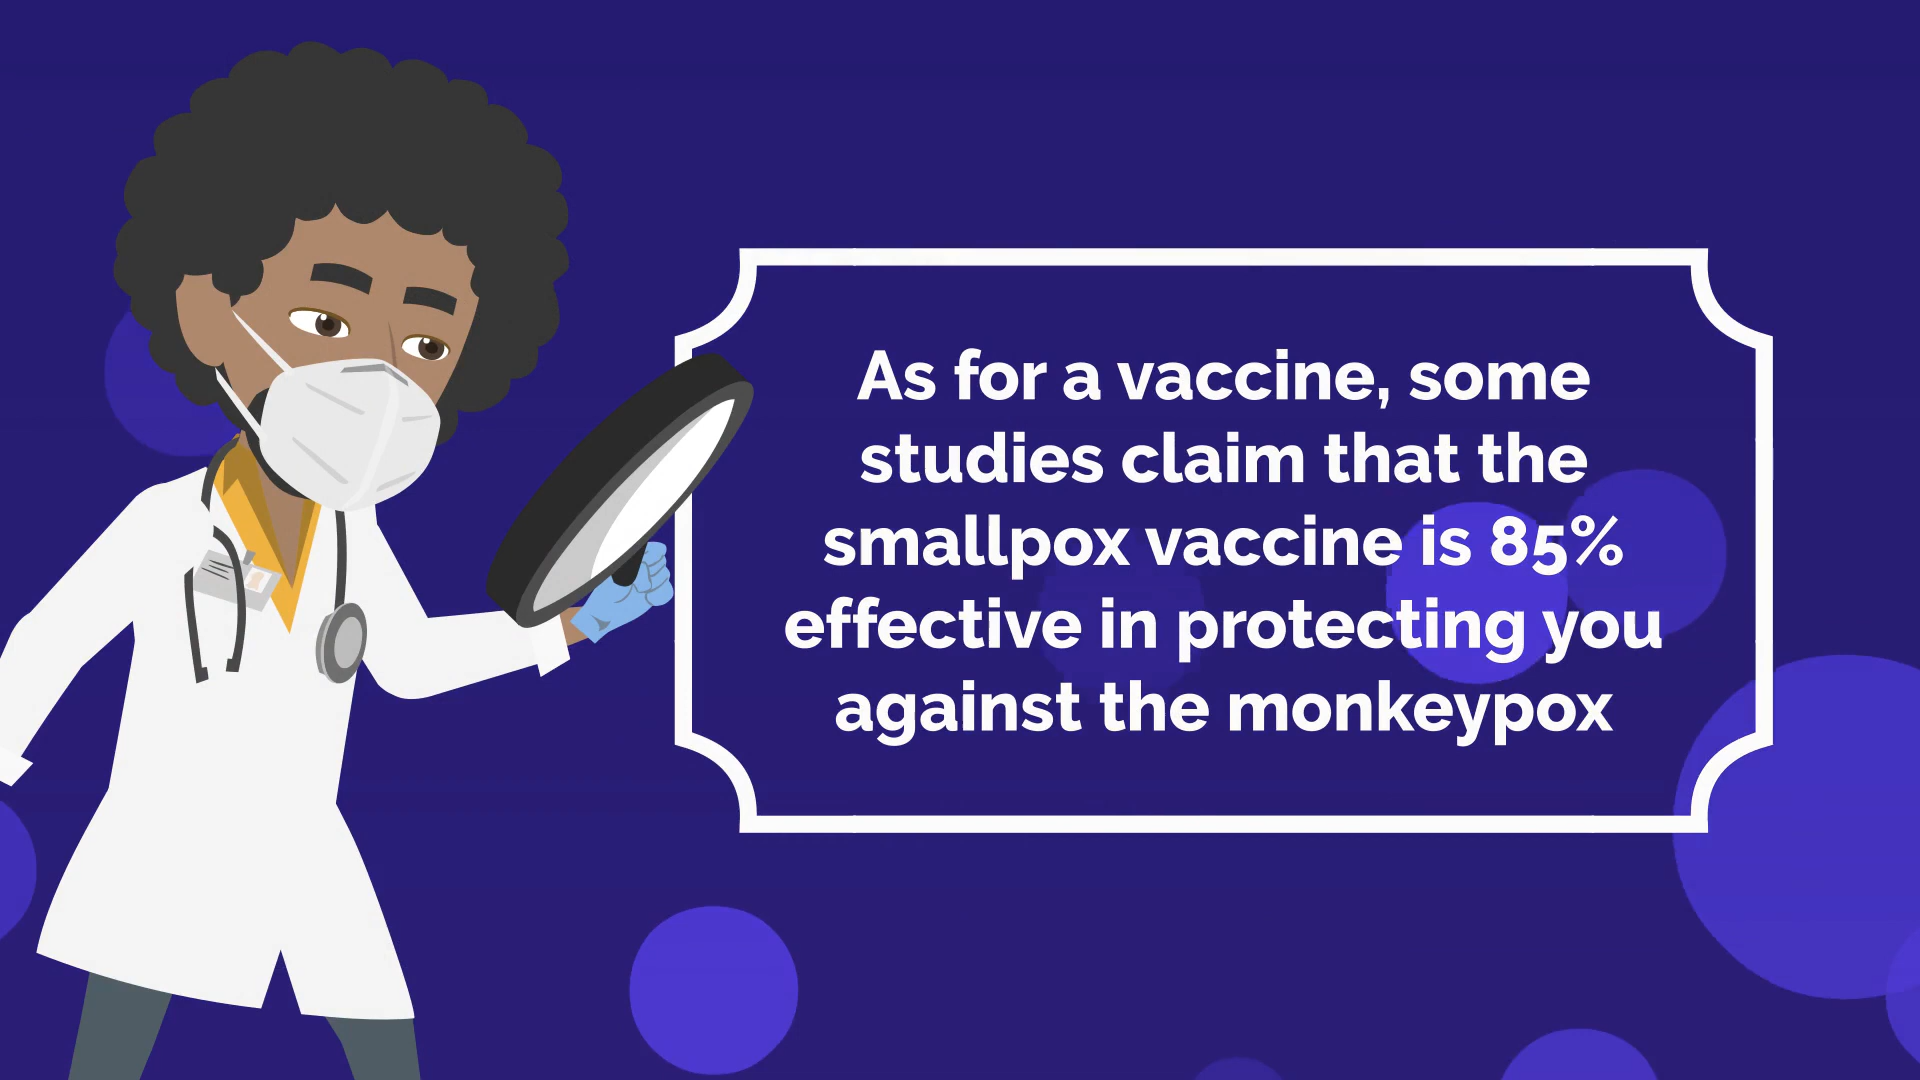 As for a vaccine, some
studies claim that the
smallpox vaccine is 85%
effective in protecting you
against the monkeypox